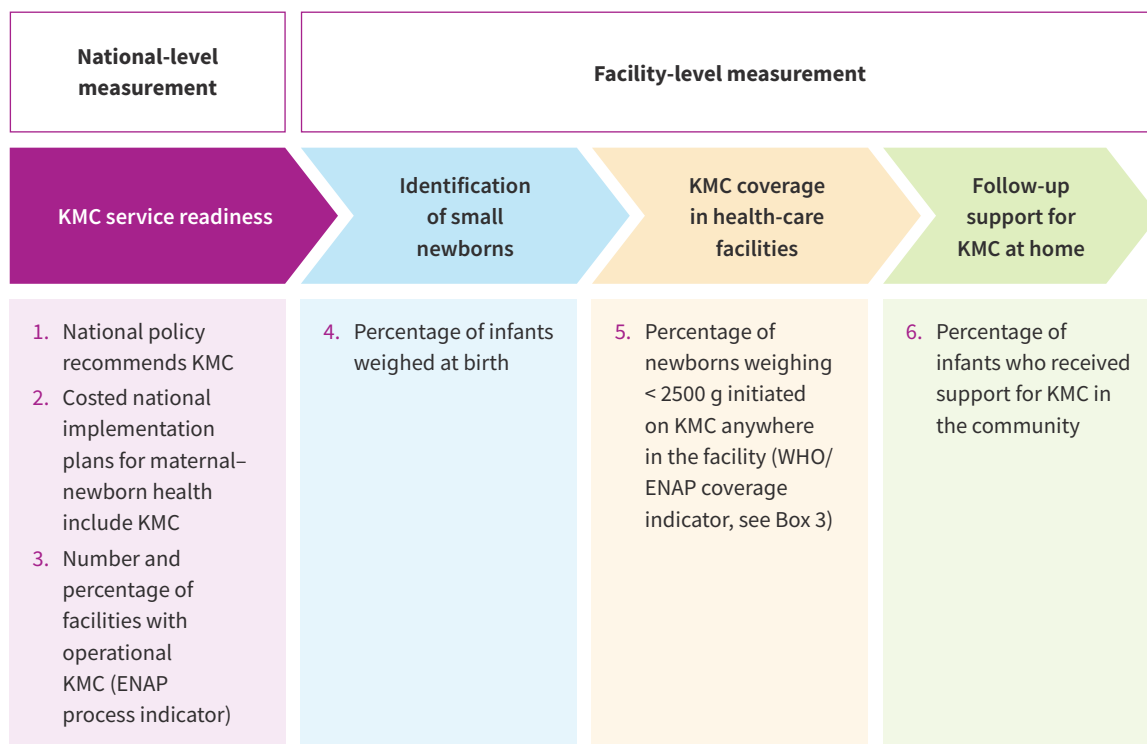 National-level
measurement
Facility-level measurement
KMC service readiness
Identification
of small
newborns
KMC coverage
in health-care
facilities
Follow-up
support for
KMC at home
1. National policy
recommends KMC
2. Costed national
implementation
plans for maternal–
newborn health
include KMC
3. Number and
percentage of
facilities with
operational
KMC (ENAP
process indicator)
4. Percentage of infants
weighed at birth
5. Percentage of
newborns weighing
< 2500 g initiated
on KMC anywhere
in the facility (WHO/
ENAP coverage
indicator, see Box 3)
6. Percentage of
infants who received
support for KMC in
the community